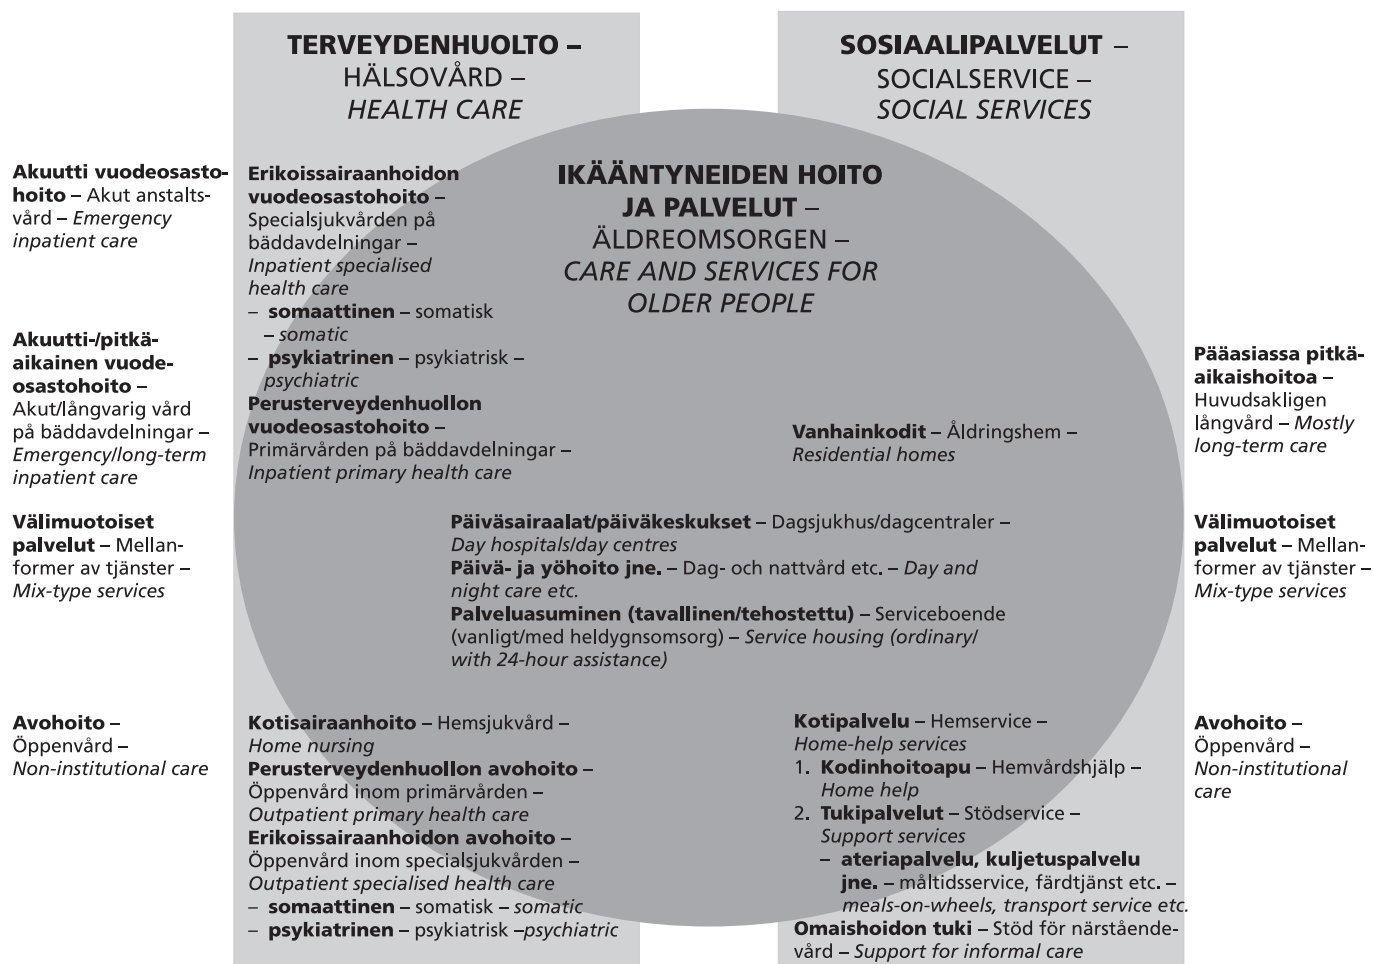 TERVEYDENHUOLTO –
HÄLSOVÅRD –
HEALTH CARE
SOSIAALIPALVELUT –
SOCIALSERVICE –
SOCIAL SERVICES
IKÄÄNTYNEIDEN HOITO
JA PALVELUT –
ÄLDREOMSORGEN –
CARE AND SERVICES FOR
OLDER PEOPLE
Akuutti vuodeosasto-
hoito – Akut anstalts-
vård – Emergency
inpatient care
Erikoissairaanhoidon
vuodeosastohoito –
Specialsjukvården på
bäddavdelningar –
Inpatient specialised
health care
– somaattinen – somatisk
– somatic
– psykiatrinen – psykiatrisk –
psychiatric
Akuutti-/pitkä-
aikainen vuode-
osastohoito –
Akut/långvarig vård
på bäddavdelningar –
Emergency/long-term
inpatient care
Perusterveydenhuollon
vuodeosastohoito –
Primärvården på bäddavdelningar –
Inpatient primary health care
Vanhainkodit – Åldringshem –
Residential homes
Pääasiassa pitkä-
aikaishoitoa –
Huvudsakligen
långvård – Mostly
long-term care
Välimuotoiset
palvelut – Mellan-
former av tjänster –
Mix-type services
Päiväsairaalat/päiväkeskukset – Dagsjukhus/dagcentraler –
Day hospitals/day centres
Päivä- ja yöhoito jne. – Dag- och nattvård etc. – Day and
night care etc.
Palveluasuminen (tavallinen/tehostettu) – Serviceboende
(vanligt/med heldygnsomsorg) – Service housing (ordinary/
with 24-hour assistance)
Välimuotoiset
palvelut – Mellan-
former av tjänster –
Mix-type services
Avohoito –
Öppenvård –
Non-institutional care
Kotisairaanhoito – Hemsjukvård –
Home nursing
Perusterveydenhuollon avohoito –
Öppenvård inom primärvården –
Outpatient primary health care
Erikoissairaanhoidon avohoito –
Öppenvård inom specialsjukvården –
Outpatient specialised health care
– somaattinen – somatisk – somatic
– psykiatrinen – psykiatrisk –psychiatric
Kotipalvelu – Hemservice –
Home-help services
1. Kodinhoitoapu – Hemvårdshjälp –
Home help
2. Tukipalvelut – Stödservice –
Support services
– ateriapalvelu, kuljetuspalvelu
jne. – måltidsservice, färdtjänst etc. –
meals-on-wheels, transport service etc.
Omaishoidon tuki – Stöd för närstående-
vård – Support for informal care
Avohoito –
Öppenvård –
Non-institutional
care